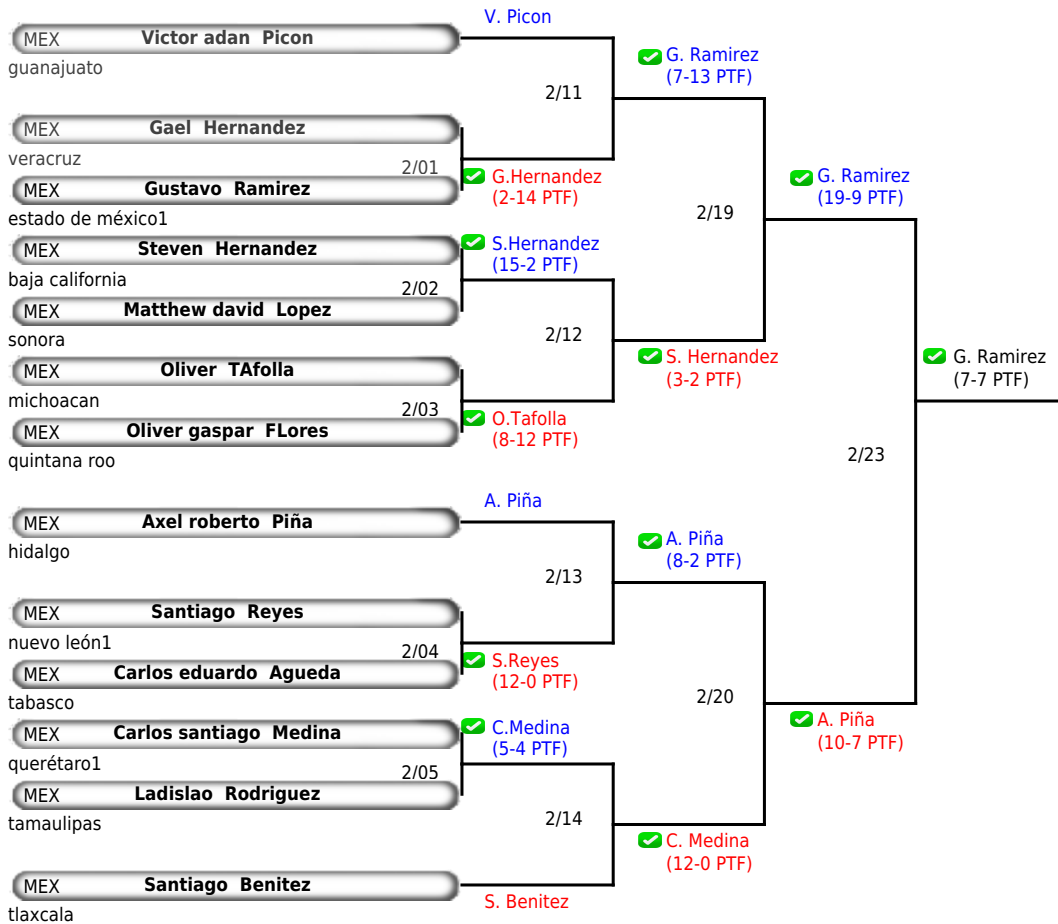 V. Picon
MEX Victor adan Picon
guanajuato
G. Ramirez
(7-13 PTF)
2/11
MEX Gael Hernandez
veracruz
2/01
G.Hernandez
(2-14 PTF)
MEX Gustavo Ramirez
estado de méxico1
G. Ramirez
(19-9 PTF)
2/19
MEX Steven Hernandez
baja california
S.Hernandez
(15-2 PTF)
2/02
MEX Matthew david Lopez
sonora
2/12
S. Hernandez
(3-2 PTF)
MEX Oliver TAfolla
michoacan
2/03
O.Tafolla
(8-12 PTF)
MEX Oliver gaspar FLores
quintana roo
G. Ramirez
(7-7 PTF)
2/23
A. Piña
MEX Axel roberto Piña
hidalgo
A. Piña
(8-2 PTF)
2/13
MEX Santiago Reyes
nuevo león1
2/04
S.Reyes
(12-0 PTF)
MEX Carlos eduardo Agueda
tabasco
2/20
A. Piña
(10-7 PTF)
MEX Carlos santiago Medina
querétaro1
C.Medina
(5-4 PTF)
2/05
MEX Ladislao Rodriguez
tamaulipas
2/14
C. Medina
(12-0 PTF)
MEX Santiago Benitez
tlaxcala
S. Benitez